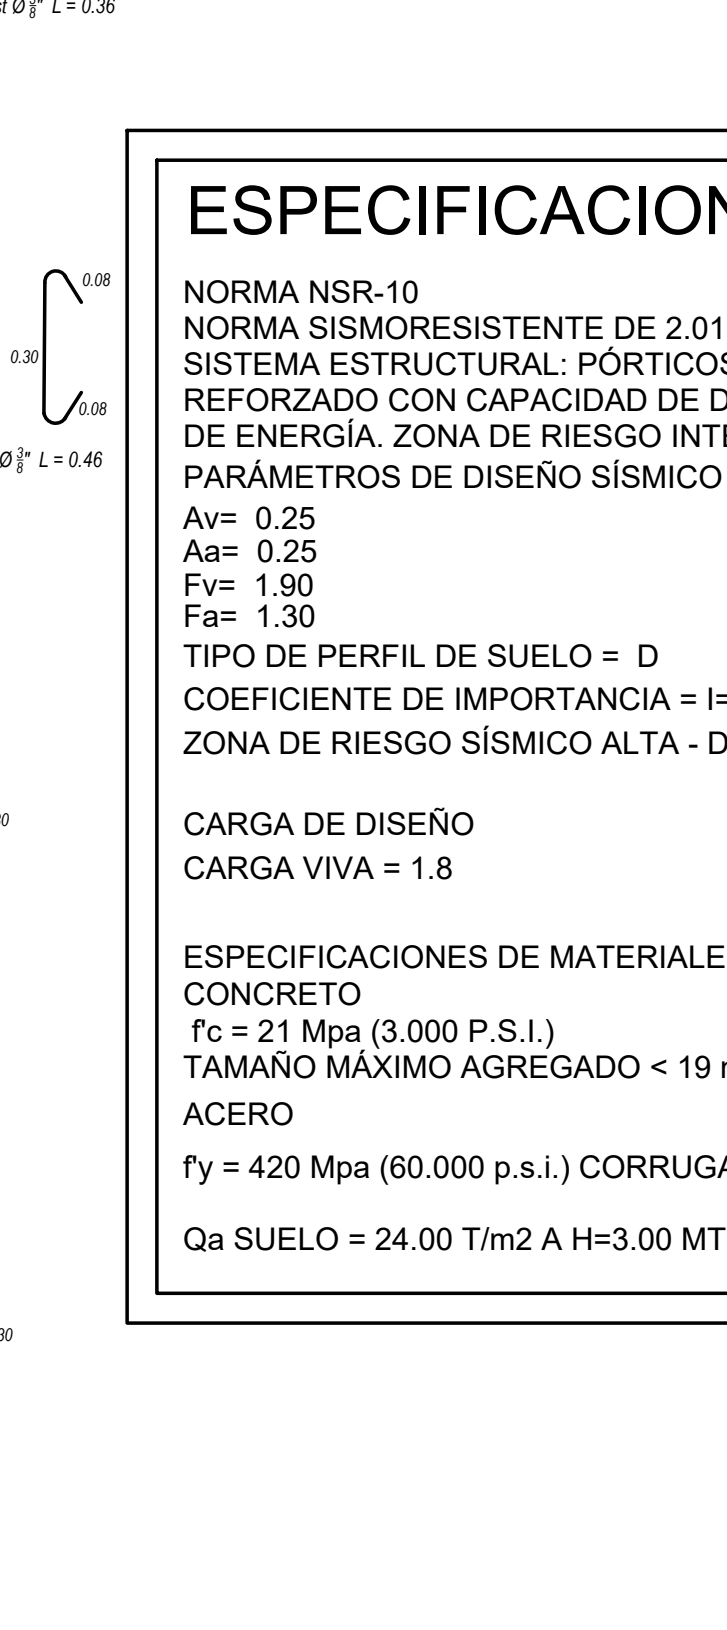 Ø 3/8" L = 0.36
ESPECIFICACION
0.08
0.30
0.08
Ø 3/8" L = 0.46
NORMA NSR-10
NORMA SISMORESISTENTE DE 2.01
SISTEMA ESTRUCTURAL: PÓRTICOS
REFORZADO CON CAPACIDAD DE D
DE ENERGÍA. ZONA DE RIESGO INTE
PARÁMETROS DE DISEÑO SÍSMICO
Av= 0.25
Aa= 0.25
Fv= 1.90
Fa= 1.30
TIPO DE PERFIL DE SUELO = D
COEFICIENTE DE IMPORTANCIA = I=
ZONA DE RIESGO SÍSMICO ALTA - D
CARGA DE DISEÑO
CARGA VIVA = 1.8
ESPECIFICACIONES DE MATERIALE
CONCRETO
f'c = 21 Mpa (3.000 P.S.I.)
TAMAÑO MÁXIMO AGREGADO < 19
ACERO
f'y = 420 Mpa (60.000 p.s.i.) CORRUGA
Qa SUELO = 24.00 T/m2 A H=3.00 MT